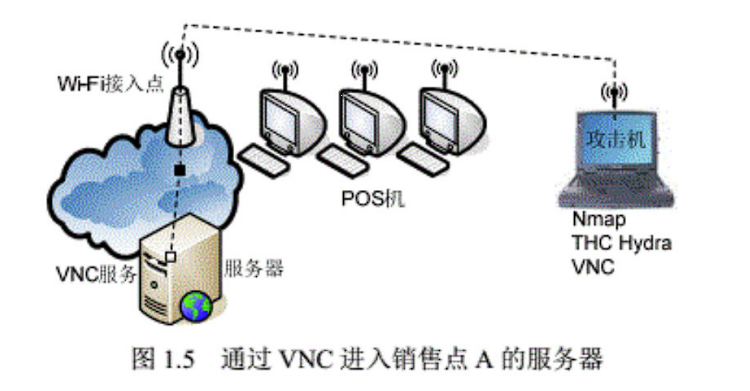 Wi-Fi接入点
攻击机
POS机
Nmap
THC Hydra
VNC
VNC服务
服务器
图 1.5 通过 VNC 进入销售点 A 的服务器